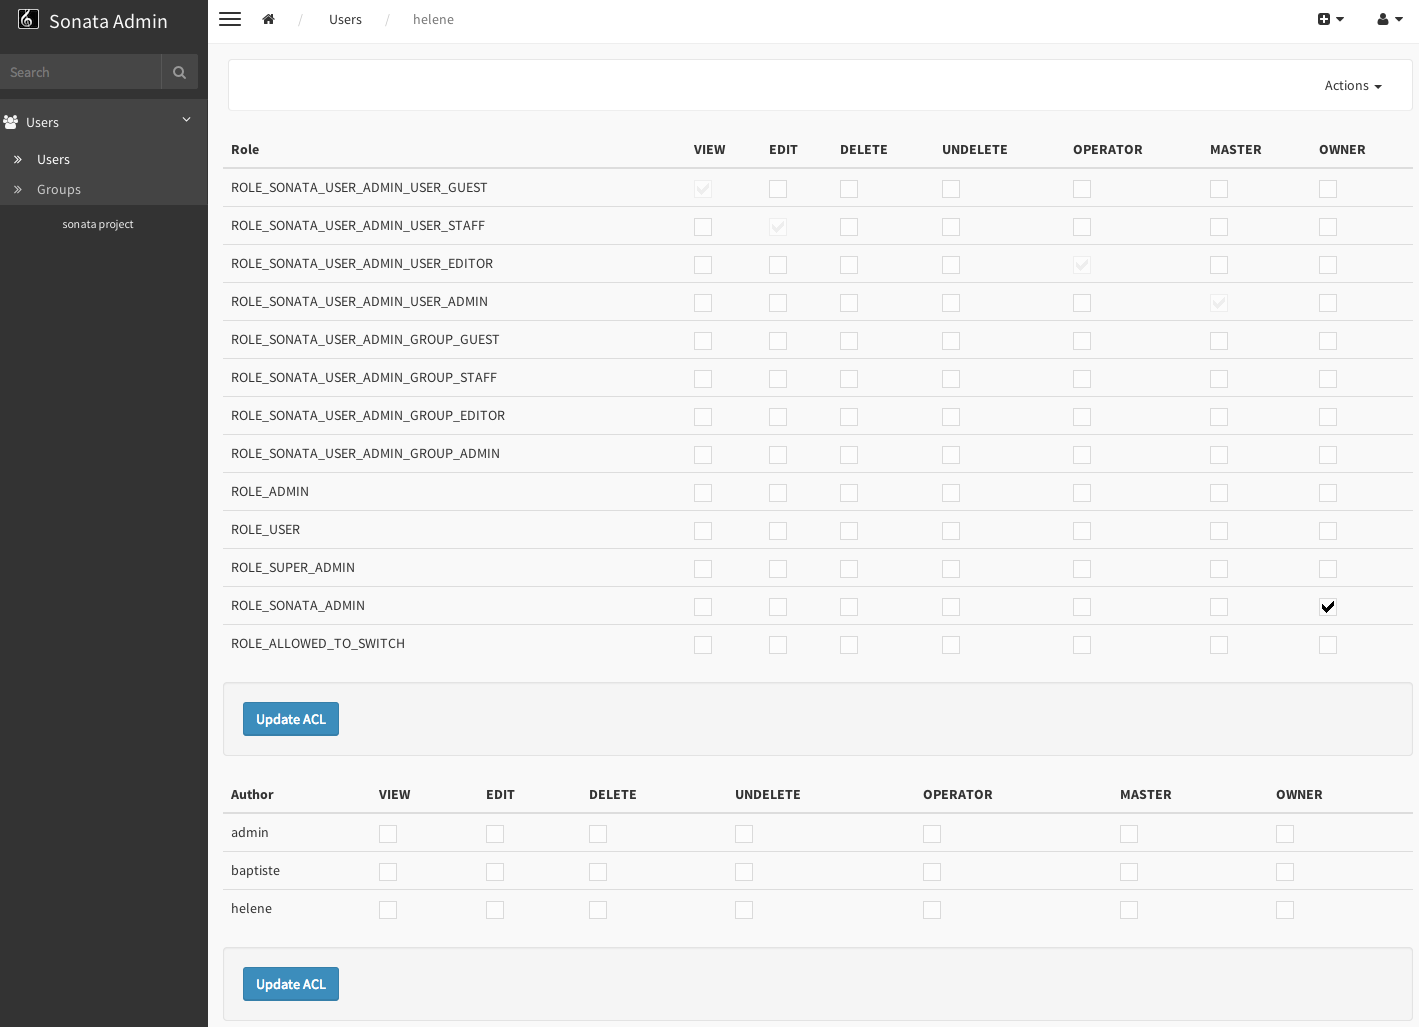 Sonata Admin
Search
Users
Users
Groups
sonata project
/ Users / helene
Actions
Role VIEW EDIT DELETE UNDELETE OPERATOR MASTER OWNER
ROLE_SONATA_USER_ADMIN_USER_GUEST
ROLE_SONATA_USER_ADMIN_USER_STAFF
ROLE_SONATA_USER_ADMIN_USER_EDITOR
ROLE_SONATA_USER_ADMIN_USER_ADMIN
ROLE_SONATA_USER_ADMIN_GROUP_GUEST
ROLE_SONATA_USER_ADMIN_GROUP_STAFF
ROLE_SONATA_USER_ADMIN_GROUP_EDITOR
ROLE_SONATA_USER_ADMIN_GROUP_ADMIN
ROLE_ADMIN
ROLE_USER
ROLE_SUPER_ADMIN
ROLE_SONATA_ADMIN
ROLE_ALLOWED_TO_SWITCH
Update ACL
Author VIEW EDIT DELETE UNDELETE OPERATOR MASTER OWNER
admin
baptiste
helene
Update ACL